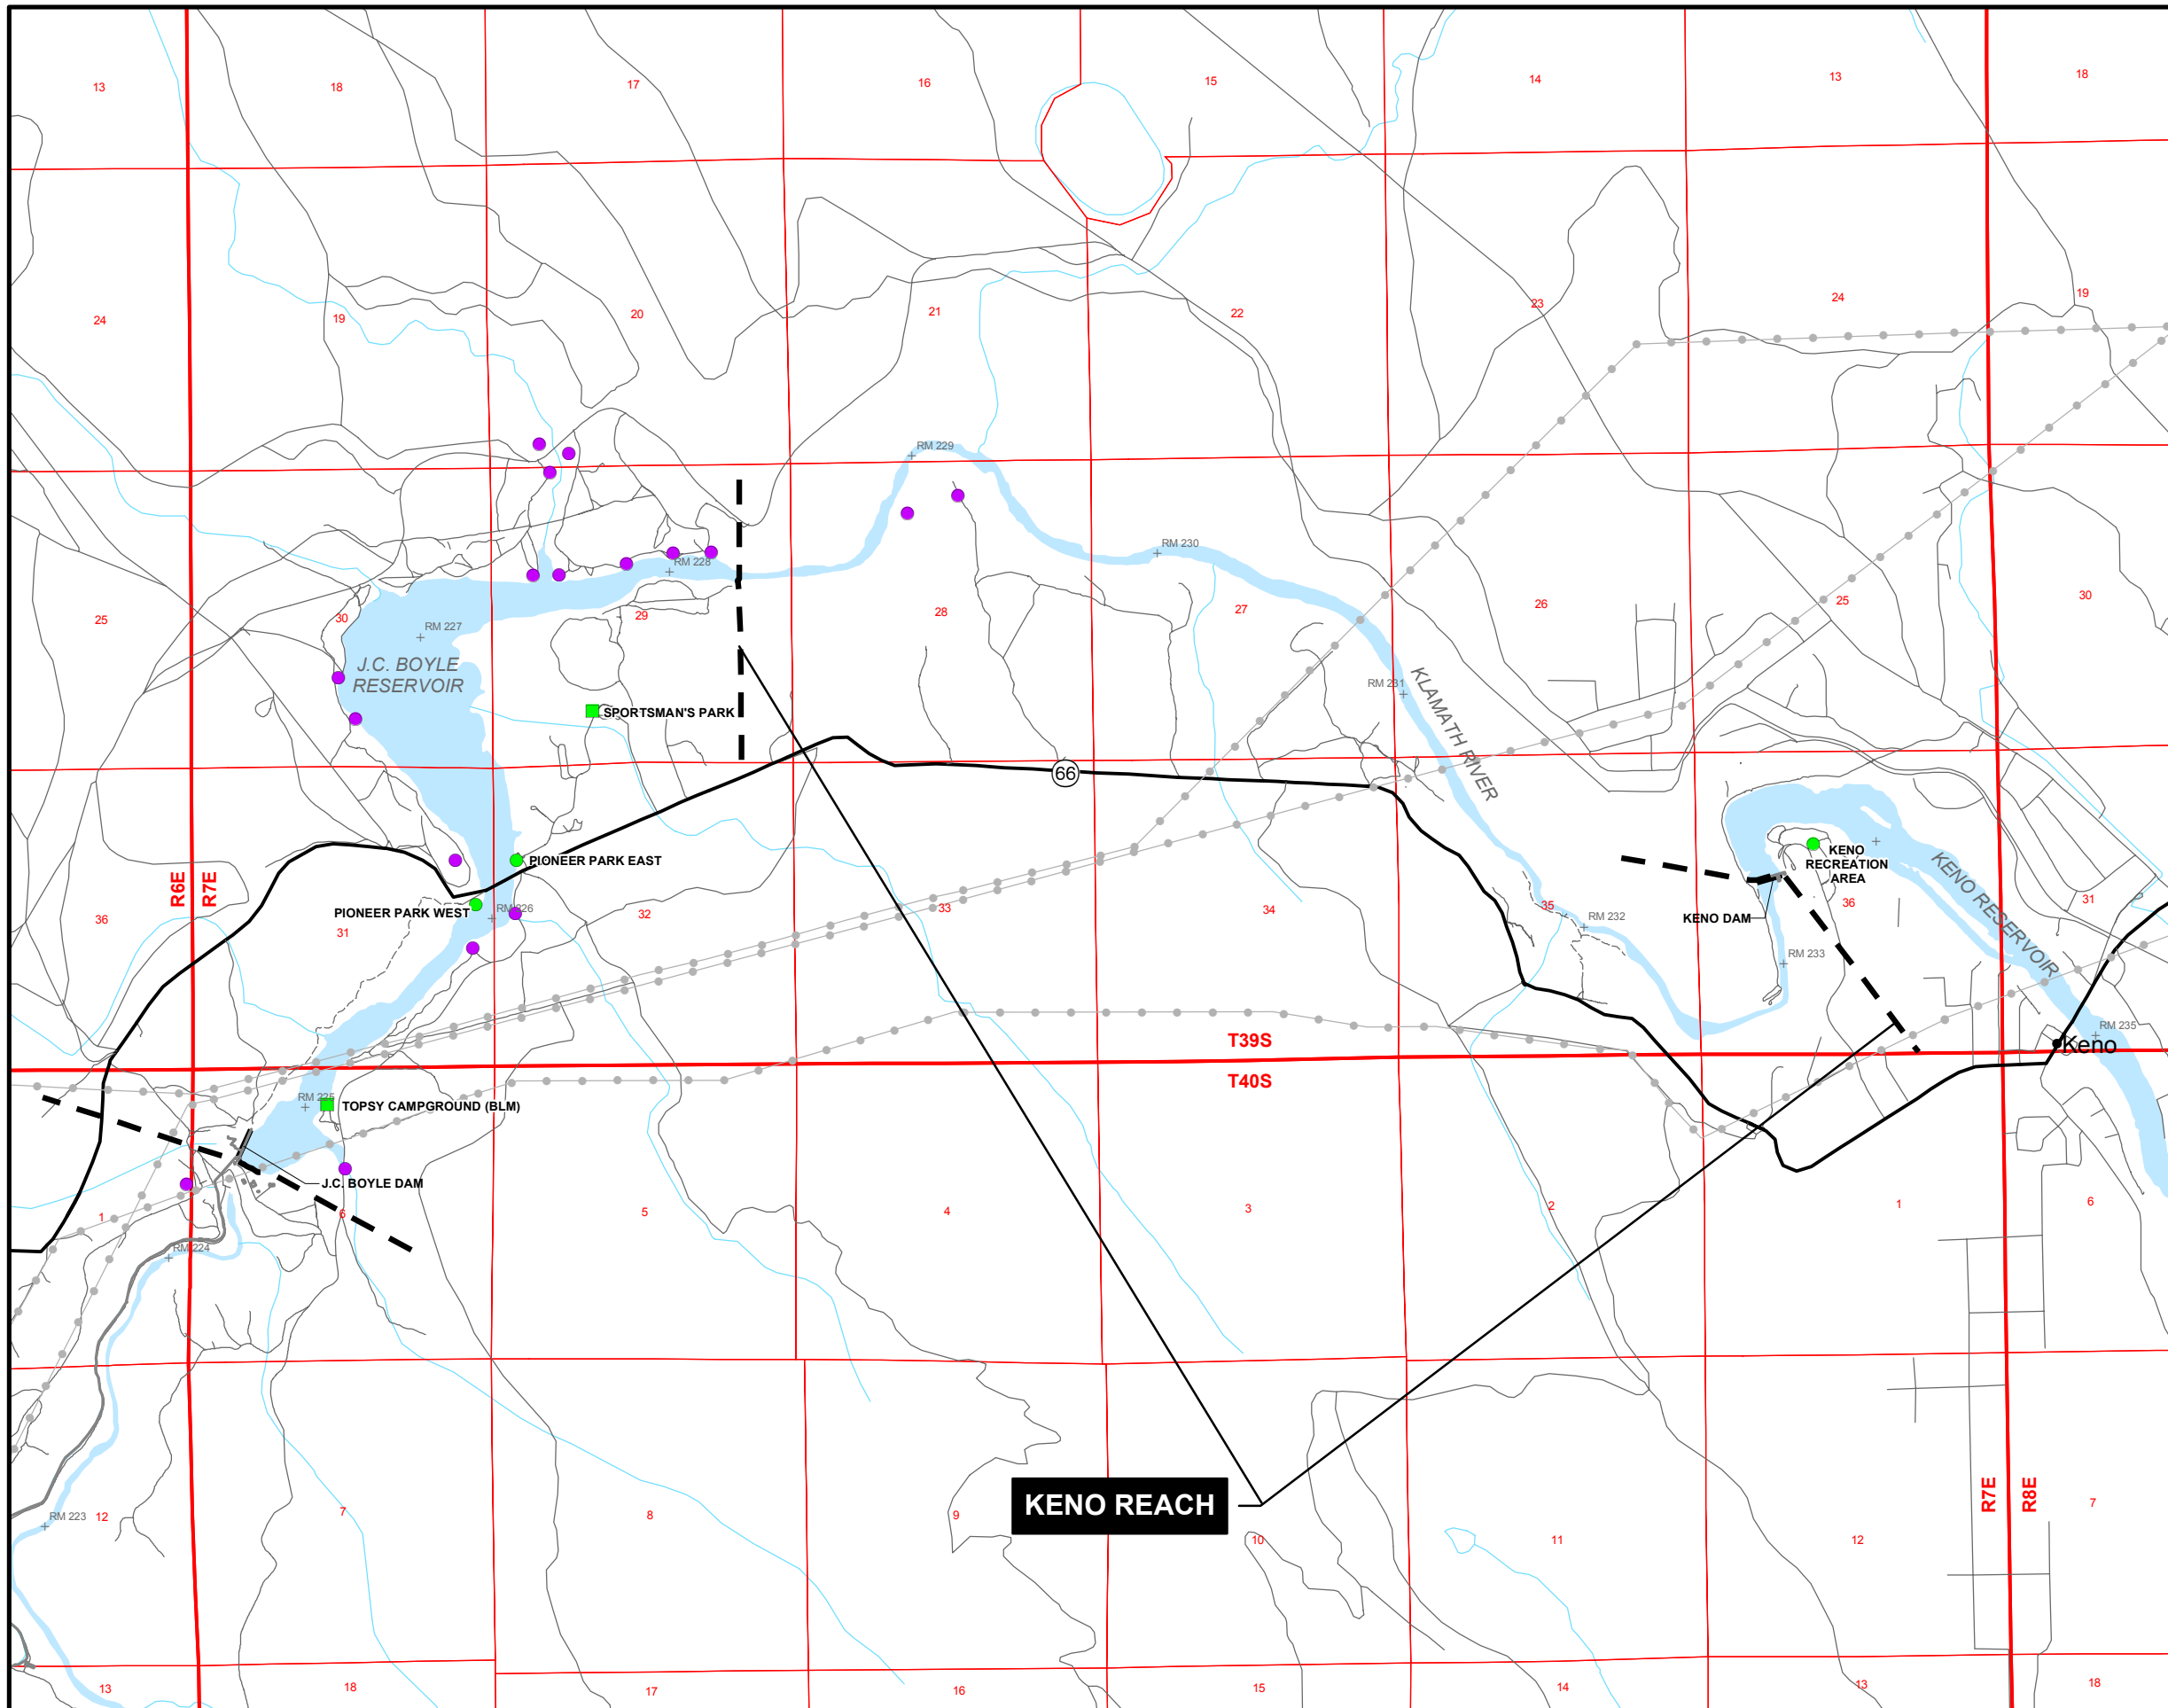 13
18
17
16
15
14
13
18
24
19
20
21
22
23
24
19
RM 229
RM 230
RM 228
25
30
29
28
27
26
25
30
RM 227
J.C. BOYLE
RESERVOIR
RM 231
KLAMATH RIVER
SPORTSMAN'S PARK
66
PIONEER PARK EAST
KENO
RECREATION
AREA
KENO RESERVOIR
R6E
R7E
PIONEER PARK WEST
RM 226
36
31
32
33
34
35
RM 232
KENO DAM
36
31
RM 233
RM 235
Keno
T39S
T40S
RM 225
TOPSY CAMPGROUND (BLM)
J.C. BOYLE DAM
1
6
5
4
3
2
1
6
RM 224
KENO REACH
R7E
R8E
RM 223
12
7
8
9
10
11
12
7
13
18
17
16
15
14
13
18